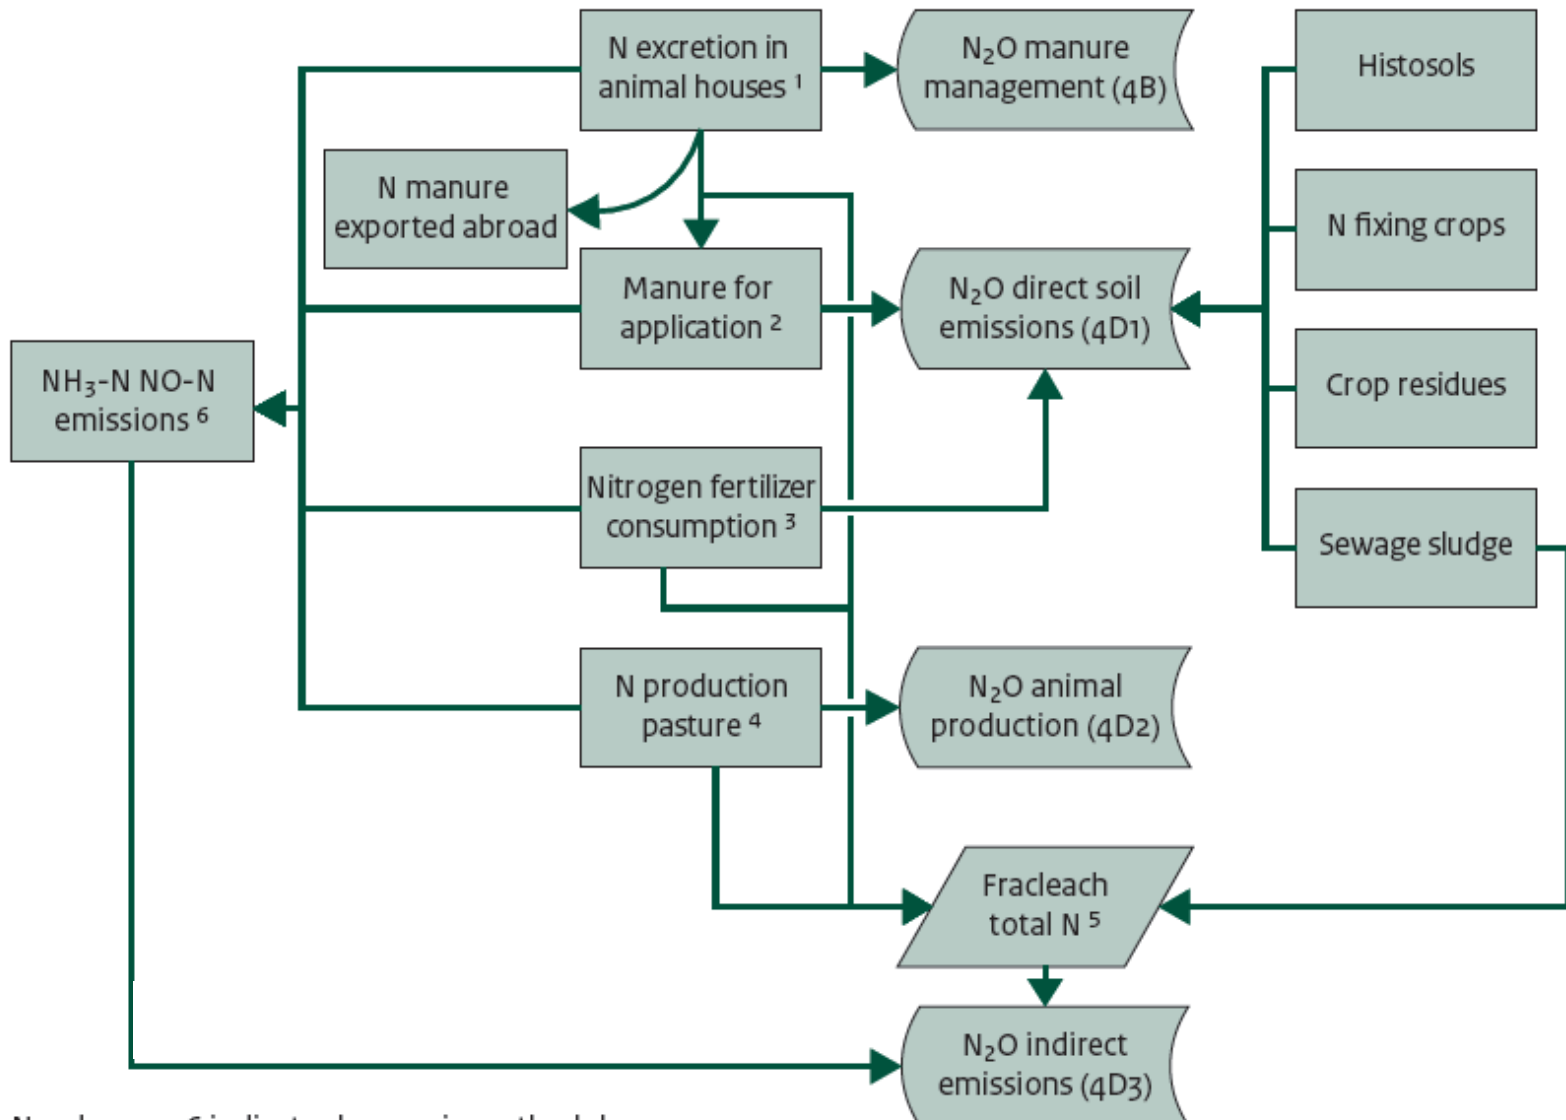 N excretion in
animal houses ¹
N₂O manure
management (4B)
Histosols
N manure
exported abroad
N fixing crops
Manure for
application ²
N₂O direct soil
emissions (4D1)
NH₃-N NO-N
emissions ⁶
Crop residues
Nitrogen fertilizer
consumption ³
Sewage sludge
N production
pasture ⁴
N₂O animal
production (4D2)
Fracleach
total N ⁵
N₂O indirect
emissions (4D3)